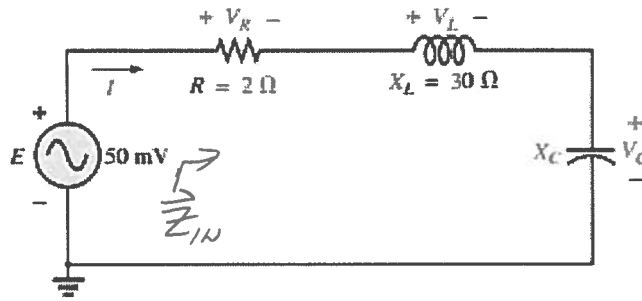 + V_R −
+ V_L −
I
R = 2 Ω
X_L = 30 Ω
+
E
50 mV
−
Z_IN
X_C
+
V_C
−